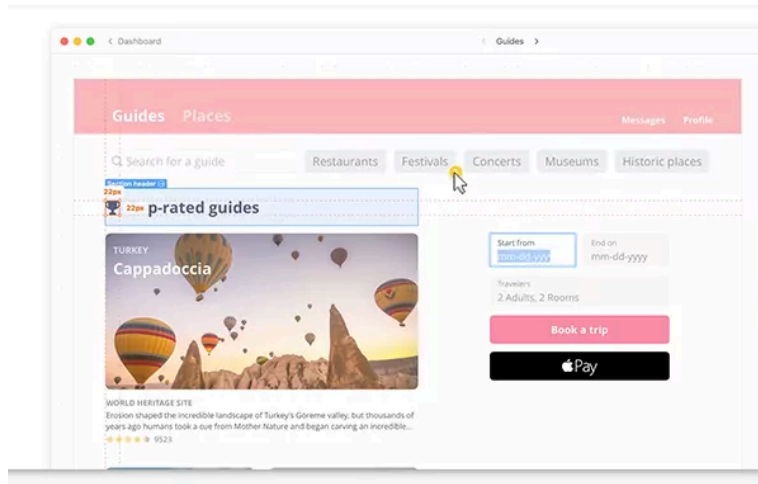 Dashboard
Guides
Guides Places
Messages Profile
Search for a guide Restaurants Festivals Concerts Museums Historic places
Section header
22px
22px p-rated guides
TURKEY
Cappadoccia
Start from End on
mm-dd-yyy mm-dd-yyyy
Travelers
2 Adults, 2 Rooms
Book a trip
Pay
WORLD HERITAGE SITE
Erosion shaped the incredible landscape of Turkey's Göreme valley, but thousands of
years ago humans took a cue from Mother Nature and began carving an incredible...
9523